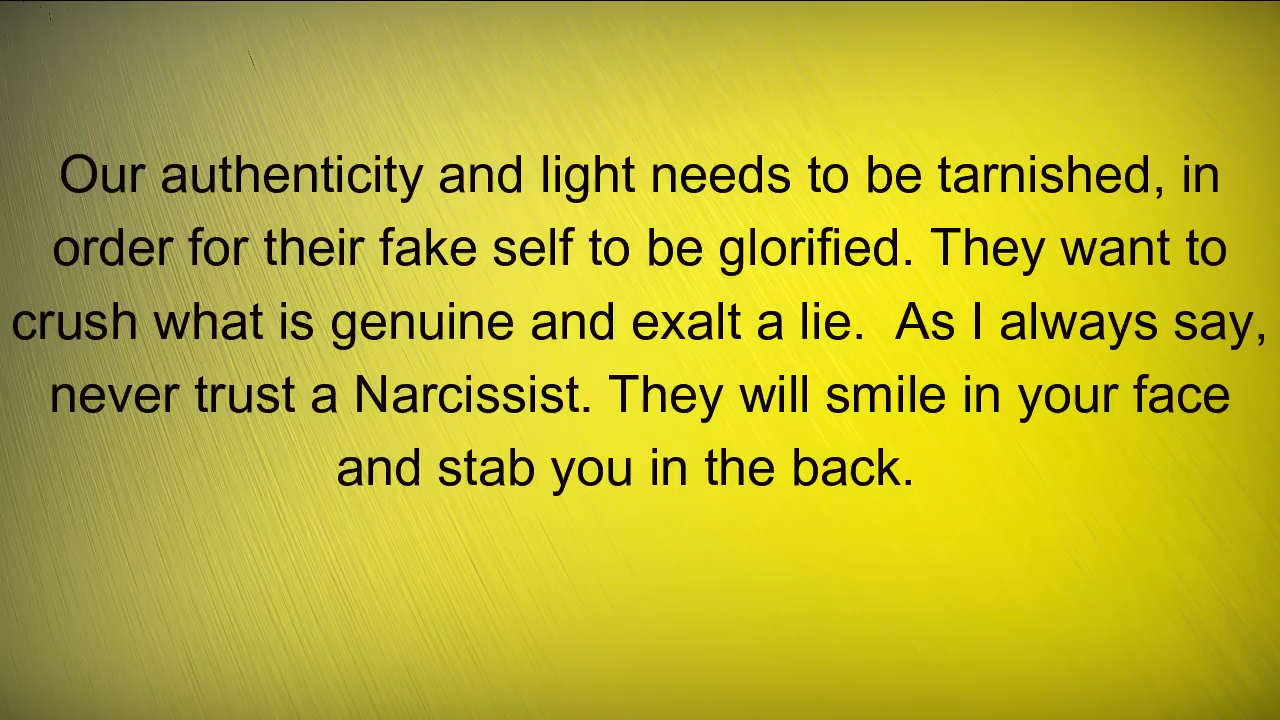 Our authenticity and light needs to be tarnished, in
order for their fake self to be glorified. They want to
crush what is genuine and exalt a lie.  As I always say,
never trust a Narcissist. They will smile in your face
and stab you in the back.